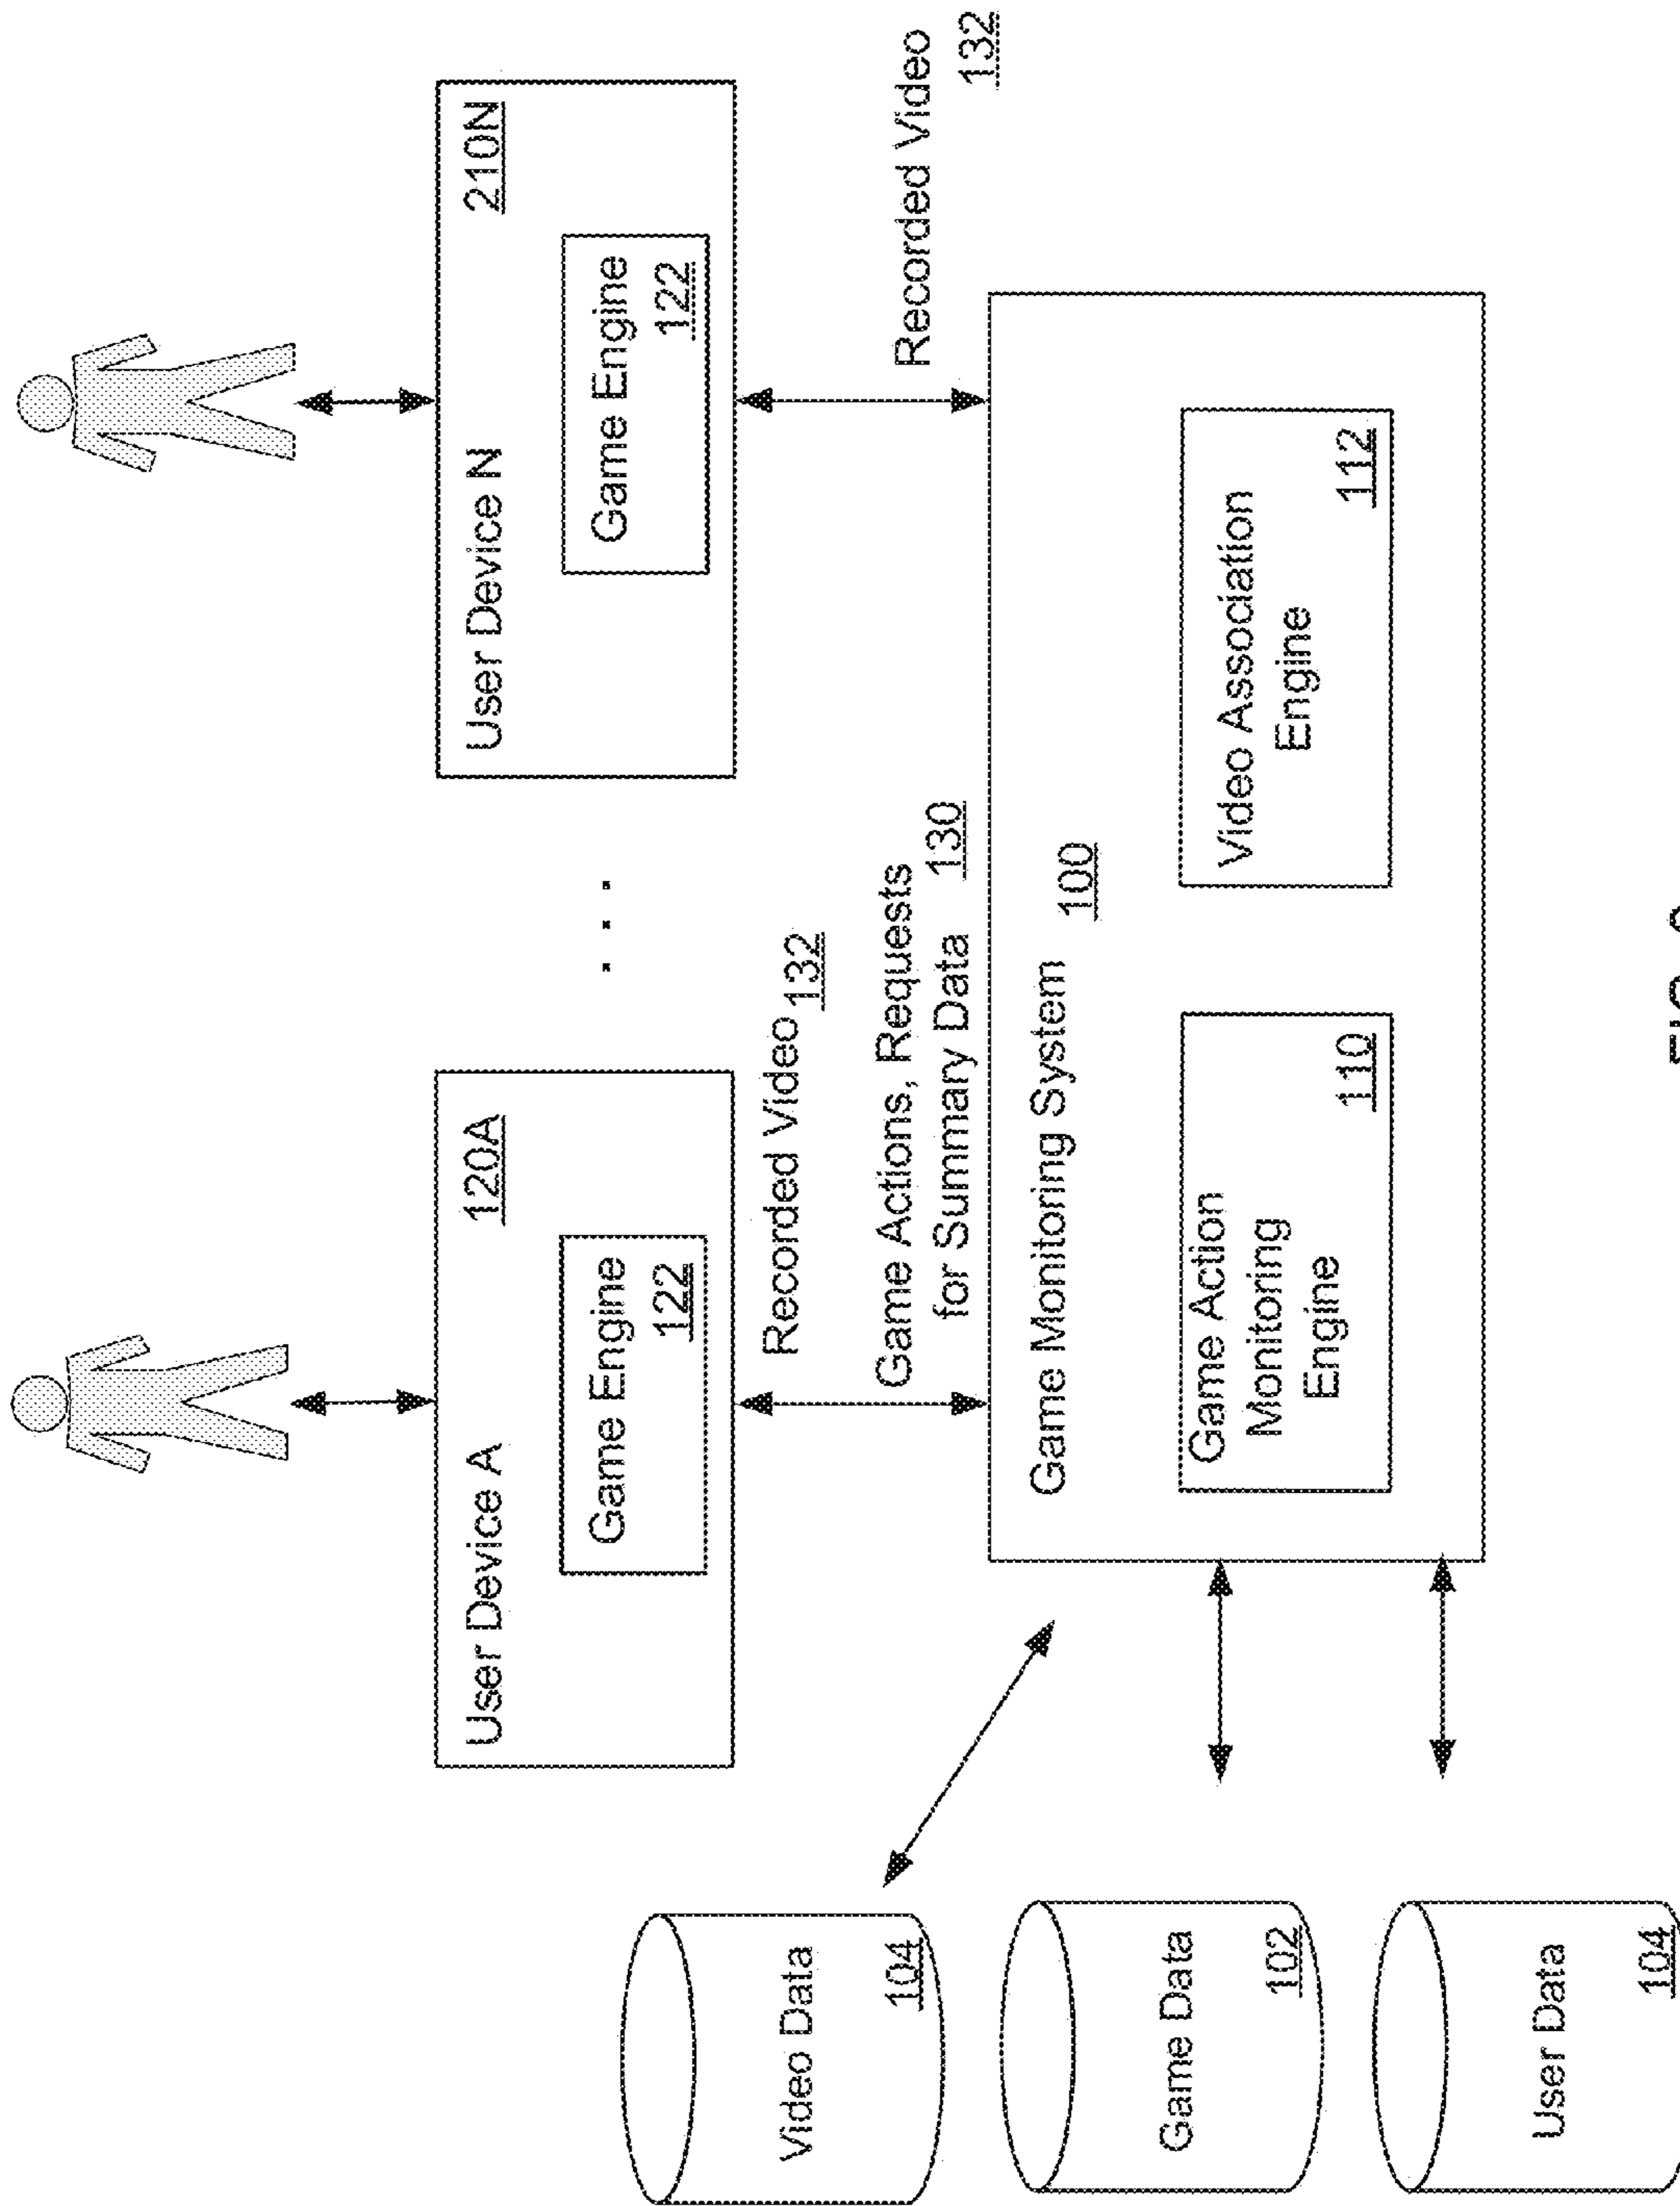 User Device A
120A
Game Engine
122
. . .
User Device N
210N
Game Engine
122
Recorded Video 132
Game Actions, Requests
for Summary Data 130
Recorded Video
132
Video Data
104
Game Data
102
User Data
104
Game Monitoring System 100
Game Action
Monitoring
Engine
110
Video Association
Engine
112
FIG.